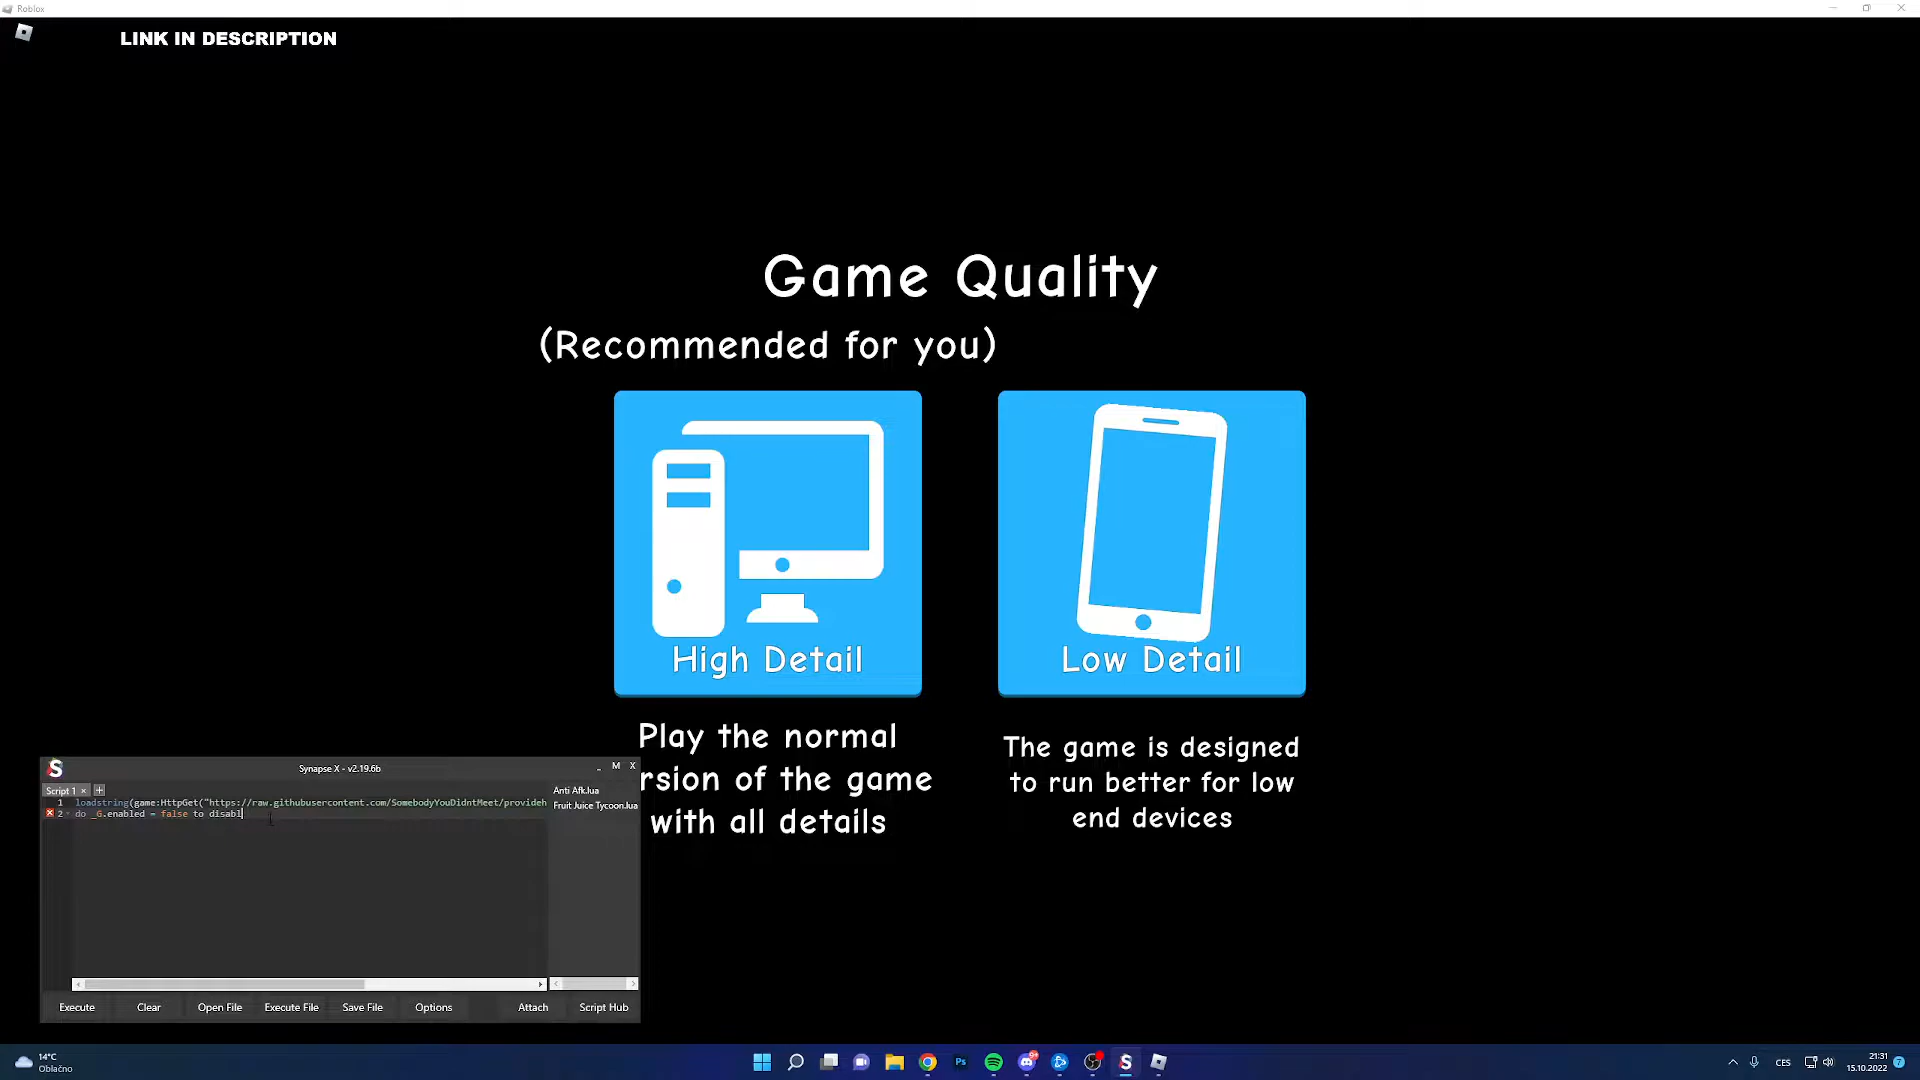 Roblox
LINK IN DESCRIPTION
Game Quality
(Recommended for you)
High Detail
Low Detail
Play the normal
rsion of the game
with all details
The game is designed
to run better for low
end devices
Synapse X - v2.19.6b
M X
Script 1 × +
Anti Afk.lua
Fruit Juice Tycoon.lua
1 loadstring(game:HttpGet("https://raw.githubusercontent.com/SomebodyYouDidntMeet/provideh
2 do _G.enabled = false to disabl
Execute
Clear
Open File
Execute File
Save File
Options
Attach
Script Hub
14°C
Oblačno
Ps
CES
21:31
15.10.2022
7